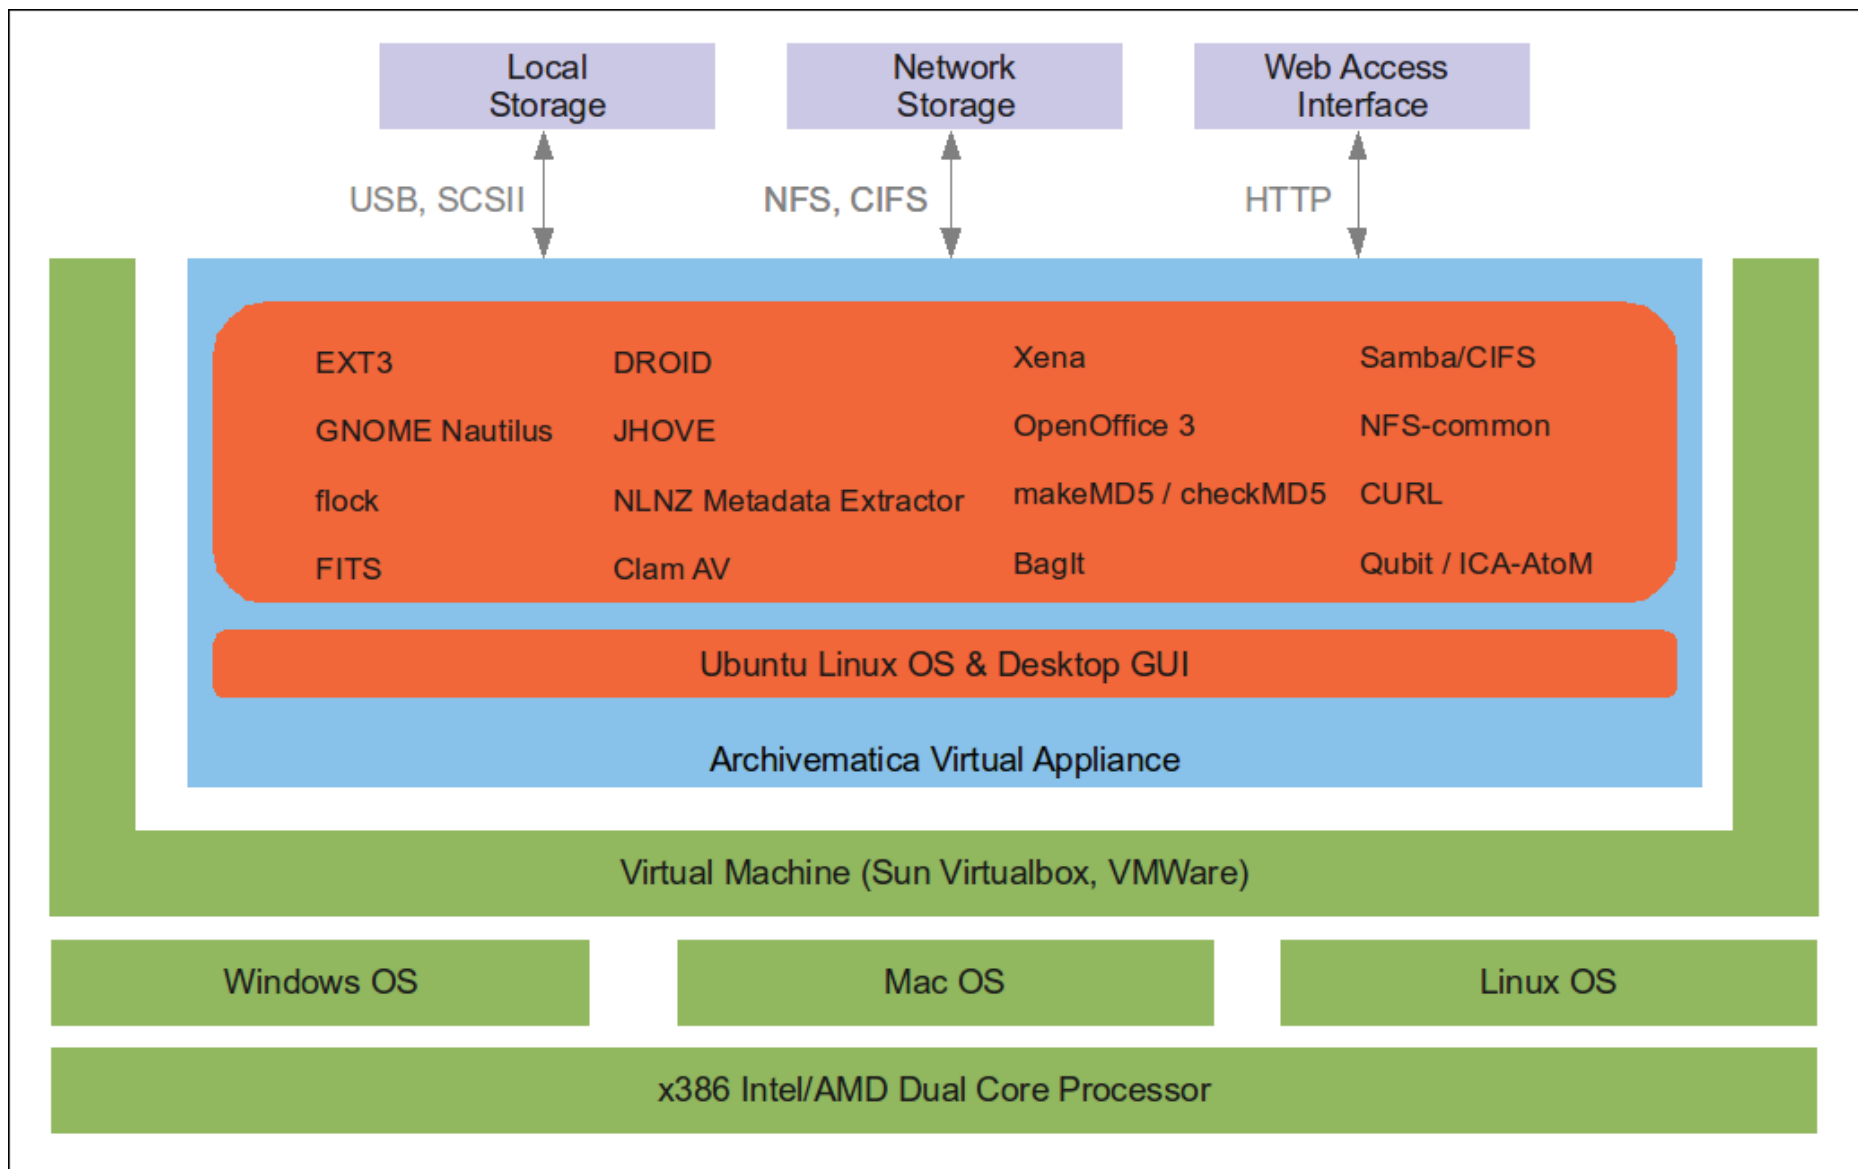 Local
Storage
Network
Storage
Web Access
Interface
USB, SCSII
NFS, CIFS
HTTP
EXT3
DROID
Xena
Samba/CIFS
GNOME Nautilus
JHOVE
OpenOffice 3
NFS-common
flock
NLNZ Metadata Extractor
makeMD5 / checkMD5
CURL
FITS
Clam AV
BagIt
Qubit / ICA-AtoM
Ubuntu Linux OS & Desktop GUI
Archivematica Virtual Appliance
Virtual Machine (Sun Virtualbox, VMWare)
Windows OS
Mac OS
Linux OS
x386 Intel/AMD Dual Core Processor